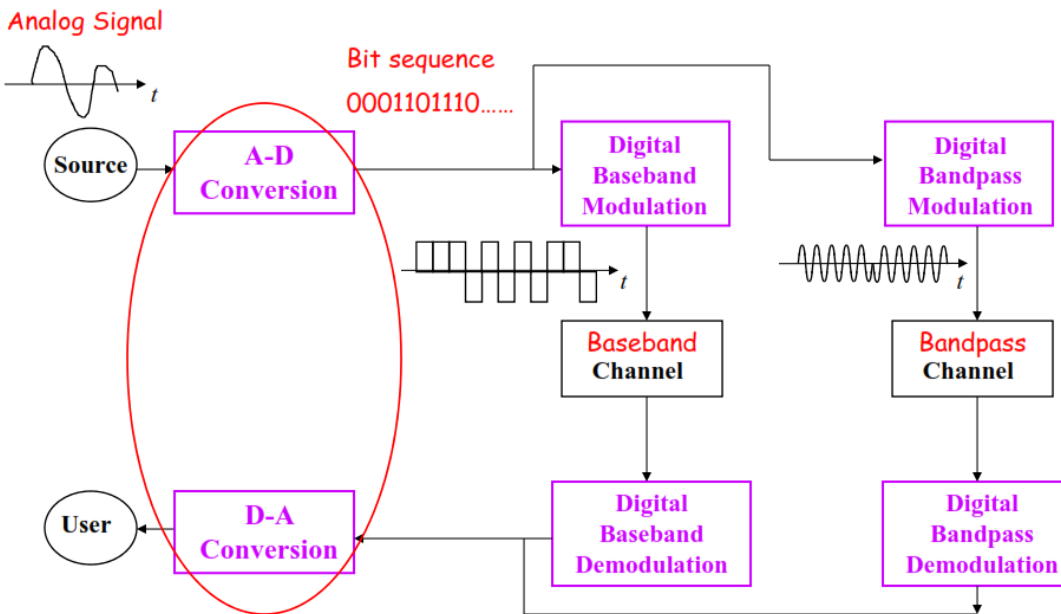 Analog Signal
t
Bit sequence
0001101110......
Source
A-D
Conversion
Digital
Baseband
Modulation
Digital
Bandpass
Modulation
t
t
Baseband
Channel
Bandpass
Channel
User
D-A
Conversion
Digital
Baseband
Demodulation
Digital
Bandpass
Demodulation